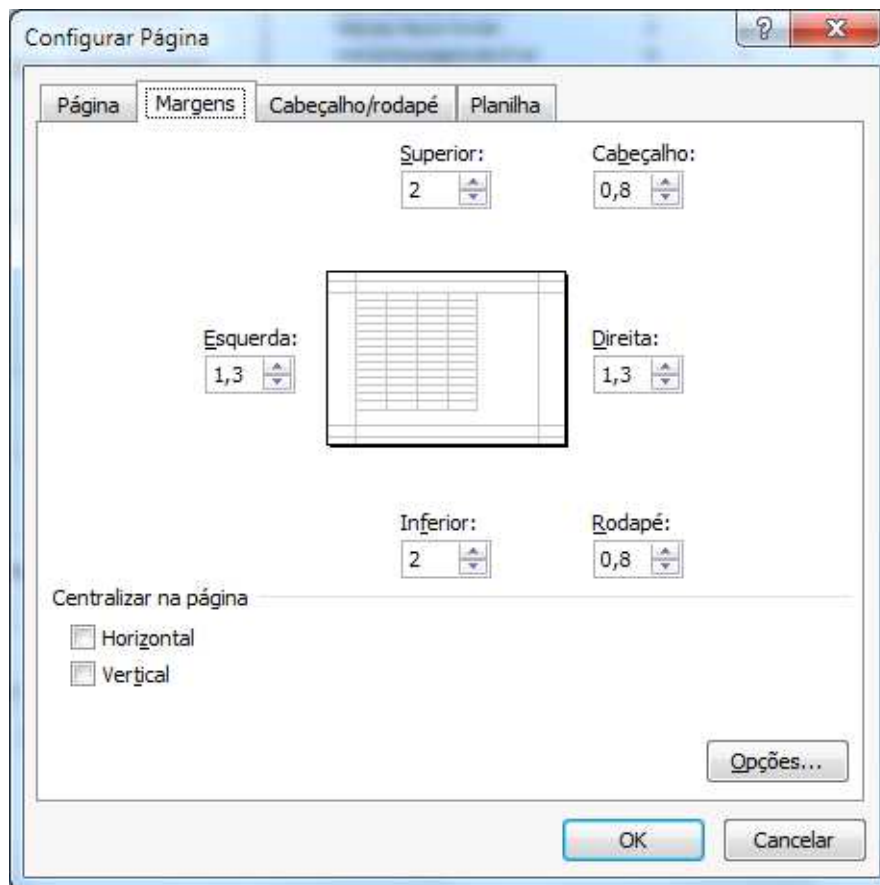 Configurar Página
Página Margens Cabeçalho/rodapé Planilha
Superior: Cabeçalho:
2 0,8
Esquerda: Direita:
1,3 1,3
Inferior: Rodapé:
2 0,8
Centralizar na página
Horizontal
Vertical
Opções...
OK Cancelar